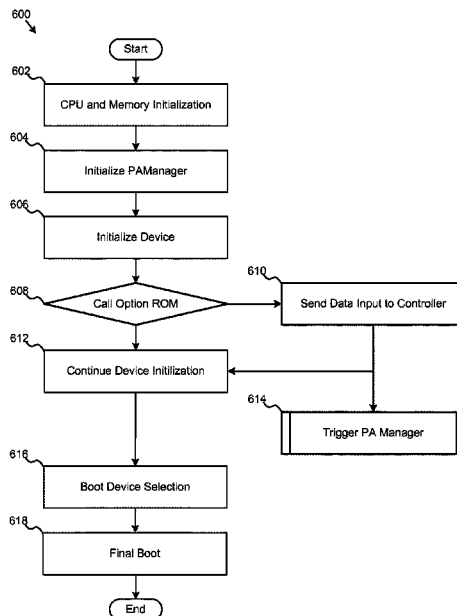 600
Start
602
CPU and Memory Initialization
604
Initialize PAManager
606
Initialize Device
608
Call Option ROM
610
Send Data Input to Controller
612
Continue Device Initilization
614
Trigger PA Manager
616
Boot Device Selection
618
Final Boot
End